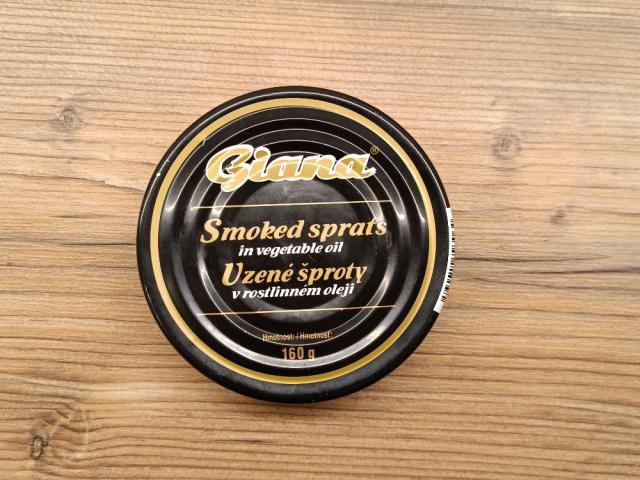 Giana®
Smoked sprats
in vegetable oil
Uzené šproty
v rostlinném oleji
Hmotnost: / Hmotnosť:
160 g